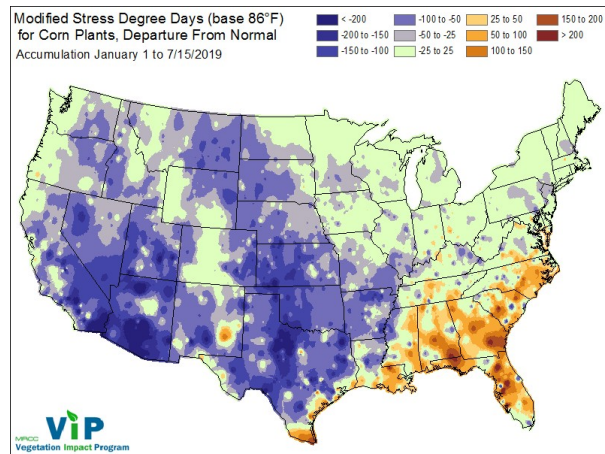 Modified Stress Degree Days (base 86°F)
for Corn Plants, Departure From Normal
Accumulation January 1 to 7/15/2019
< -200
-200 to -150
-150 to -100
-100 to -50
-50 to -25
-25 to 25
25 to 50
50 to 100
100 to 150
150 to 200
> 200
MRCC ViP
Vegetation Impact Program